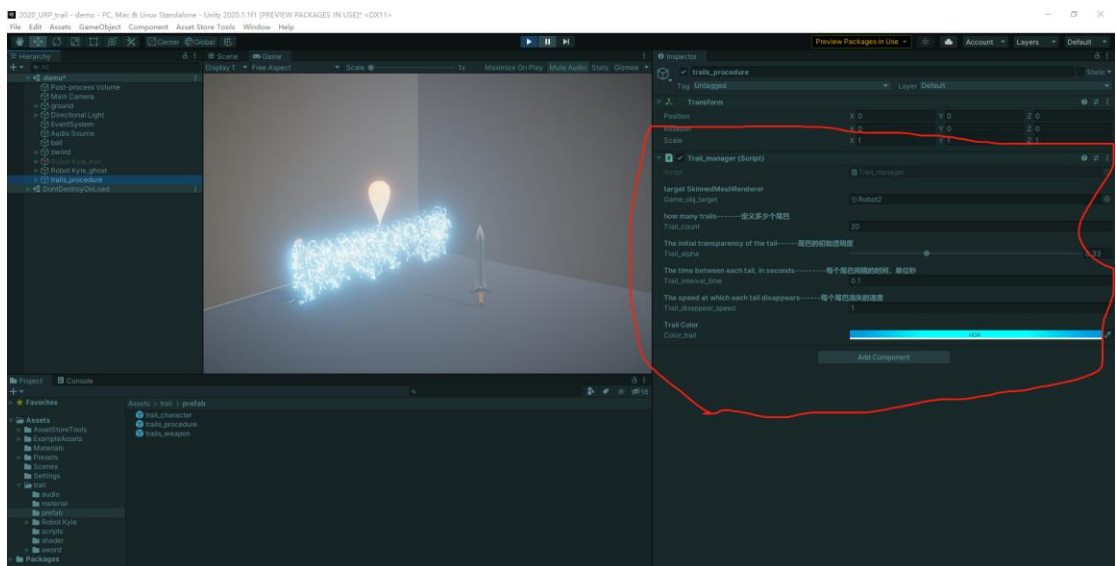 2020_URP_trail - demo - PC, Mac & Linux Standalone - Unity 2020.1.1f1 [PREVIEW PACKAGES IN USE]* <DX11>
File Edit Assets GameObject Component Asset Store Tools Window Help
Center Global Preview Packages in Use Account Layers Default
Hierarchy
All
demo*
Post-process Volume
Main Camera
ground
Directional Light
EventSystem
Audio Source
ball
sword
Robot Kyle_trail
Robot Kyle_ghost
trails_procedure
DontDestroyOnLoad
Scene Game
Display 1 Free Aspect Scale 1x Maximize On Play Mute Audio Stats Gizmos
Inspector
trails_procedure Static
Tag Untagged Layer Default
Transform
Position X 0 Y 0 Z 0
Rotation X 0 Y 0 Z 0
Scale X 1 Y 1 Z 1
Trail_manager (Script)
Script Trail_manager
target SkinnedMeshRenderer
Game_obj_target Robot2
how many trails-------定义多少个尾巴
Trail_count 20
The initial transparency of the tail------尾巴的初始透明度
Trail_alpha 0.33
The time between each tail, in seconds---------每个尾巴间隔的时间，单位秒
Trail_interval_time 0.1
The speed at which each tail disappears------每个尾巴消失的速度
Trail_disappear_speed 1
Trail Color
Color_trail HDR
Add Component
Project Console
16
Favorites
Assets
AssetStoreTools
ExampleAssets
Materials
Presets
Scenes
Settings
trail
audio
material
prefab
Robot Kyle
scripts
shader
sword
Packages
Assets > trail > prefab
trail_character
trails_procedure
trails_weapon